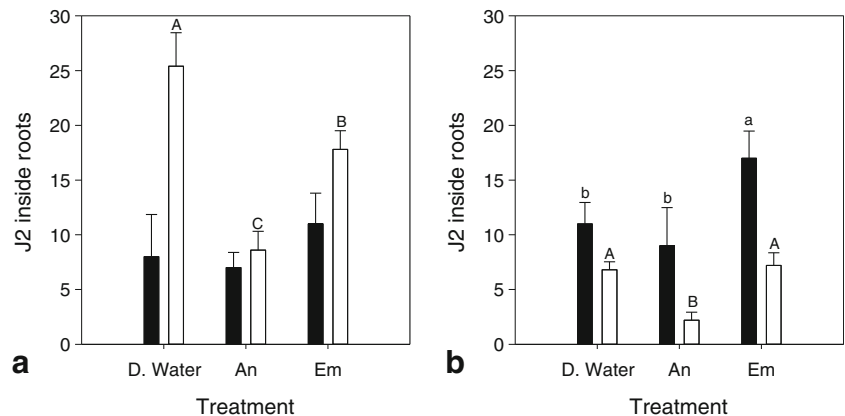 30
25
20
15
10
5
0
J2 inside roots
A
C
B
D. Water An Em
Treatment
a
30
25
20
15
10
5
0
J2 inside roots
b
A
b
B
a
A
D. Water An Em
Treatment
b